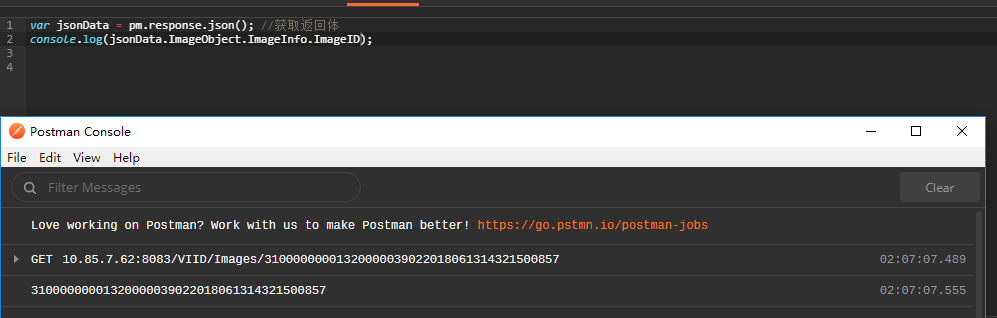 1 var jsonData = pm.response.json(); //获取返回体
2 console.log(jsonData.ImageObject.ImageInfo.ImageID);
3
4
Postman Console
File Edit View Help
Filter Messages Clear
Love working on Postman? Work with us to make Postman better! https://go.pstmn.io/postman-jobs
GET 10.85.7.62:8083/VIID/Images/31000000001320000039022018061314321500857 02:07:07.489
31000000001320000039022018061314321500857 02:07:07.555